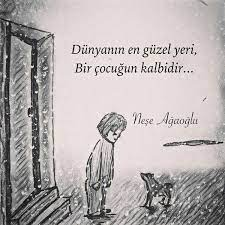 Dünyanın en güzel yeri,
Bir çocuğun kalbidir...
Neşe Ağaoğlu